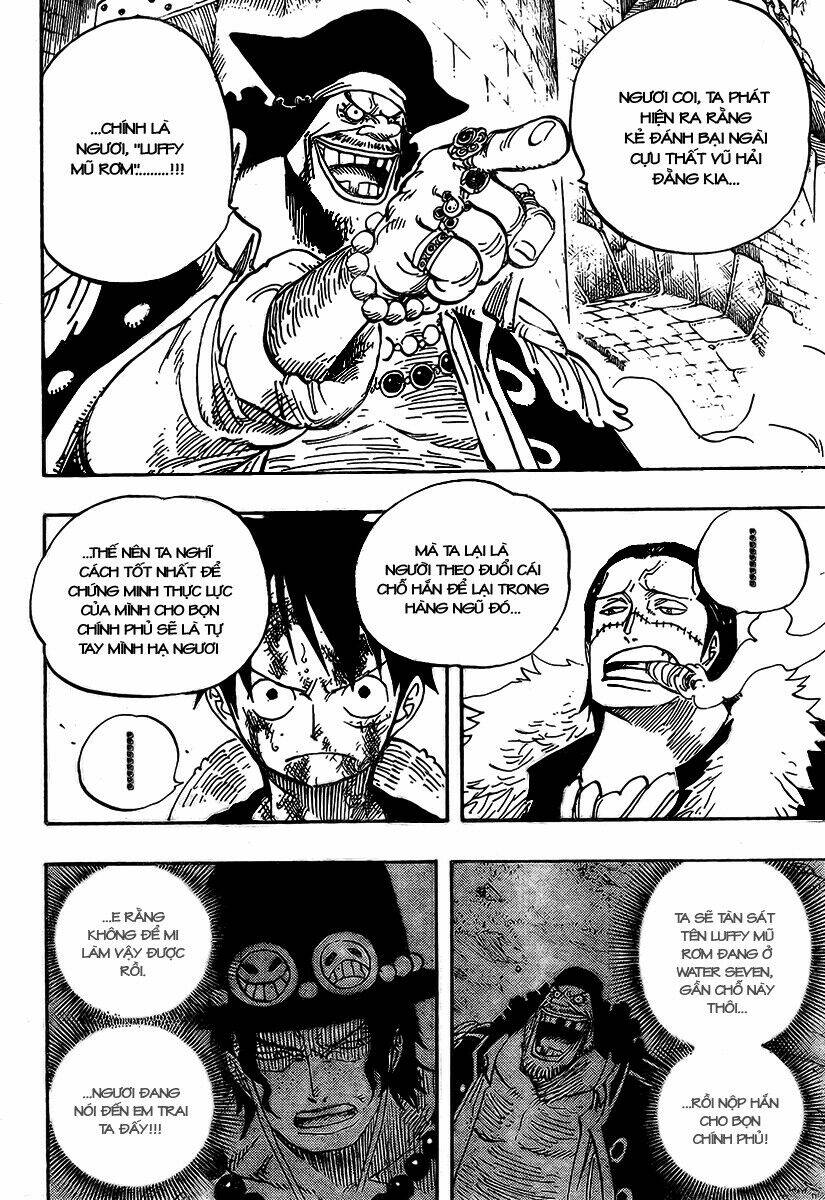 NGƯƠI COI, TA PHÁT
HIỆN RA RẰNG
KẺ ĐÁNH BẠI NGÀI
CỰU THẤT VŨ HẢI
ĐẰNG KIA...
...CHÍNH LÀ
NGƯƠI, "LUFFY
MŨ RƠM"........!!!
.........
MÀ TA LẠI LÀ
NGƯỜI THEO ĐUỔI CÁI
CHỖ HẮN ĐỂ LẠI TRONG
HÀNG NGŨ ĐÓ...
...THẾ NÊN TA NGHĨ
CÁCH TỐT NHẤT ĐỂ
CHỨNG MINH THỰC LỰC
CỦA MÌNH CHO BỌN
CHÍNH PHỦ SẼ LÀ TỰ
TAY MÌNH HẠ NGƯƠI
.........
TA SẼ TÀN SÁT
TÊN LUFFY MŨ
RƠM ĐANG Ở
WATER SEVEN,
GẦN CHỖ NÀY
THÔI...
...RỒI NỘP HẮN
CHO BỌN
CHÍNH PHỦ!
...E RẰNG
KHÔNG ĐỂ MI
LÀM VẬY ĐƯỢC
RỒI.
...NGƯƠI ĐANG
NÓI ĐẾN EM TRAI
TA ĐẤY!!!